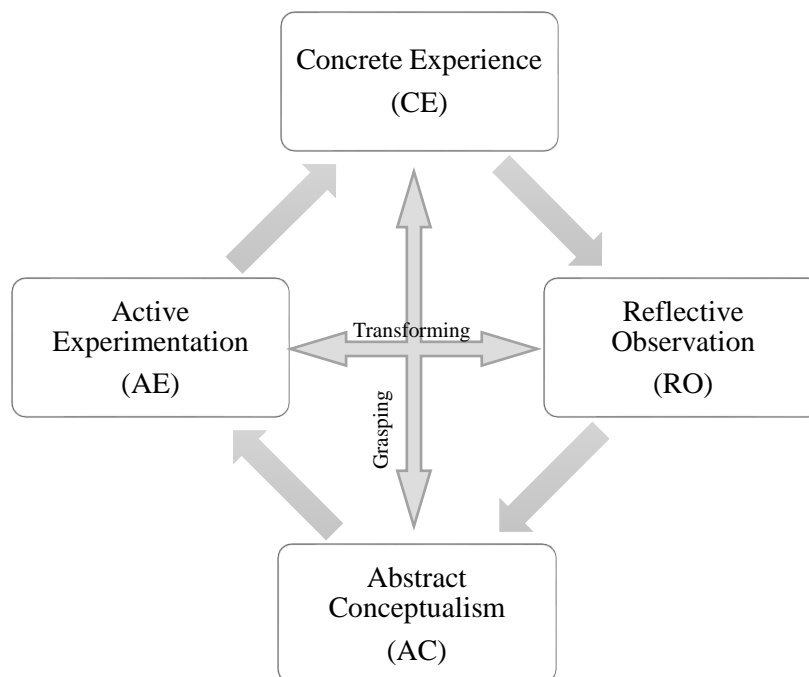 Concrete Experience
(CE)
Active
Experimentation
(AE)
Transforming
Grasping
Reflective
Observation
(RO)
Abstract
Conceptualism
(AC)